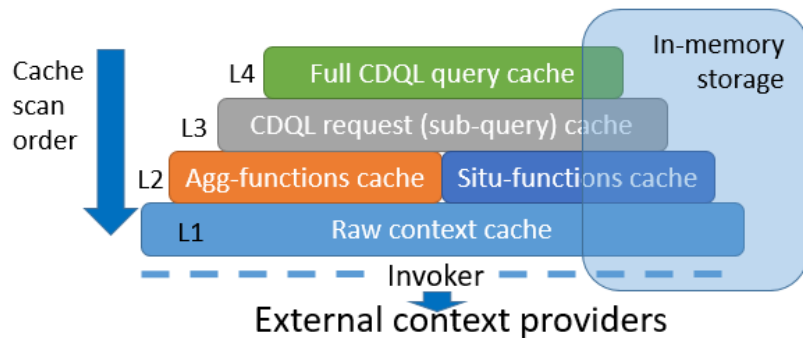 Cache
scan
order
In-memory
storage
L4 Full CDQL query cache
L3 CDQL request (sub-query) cache
L2 Agg-functions cache Situ-functions cache
L1 Raw context cache
Invoker
External context providers